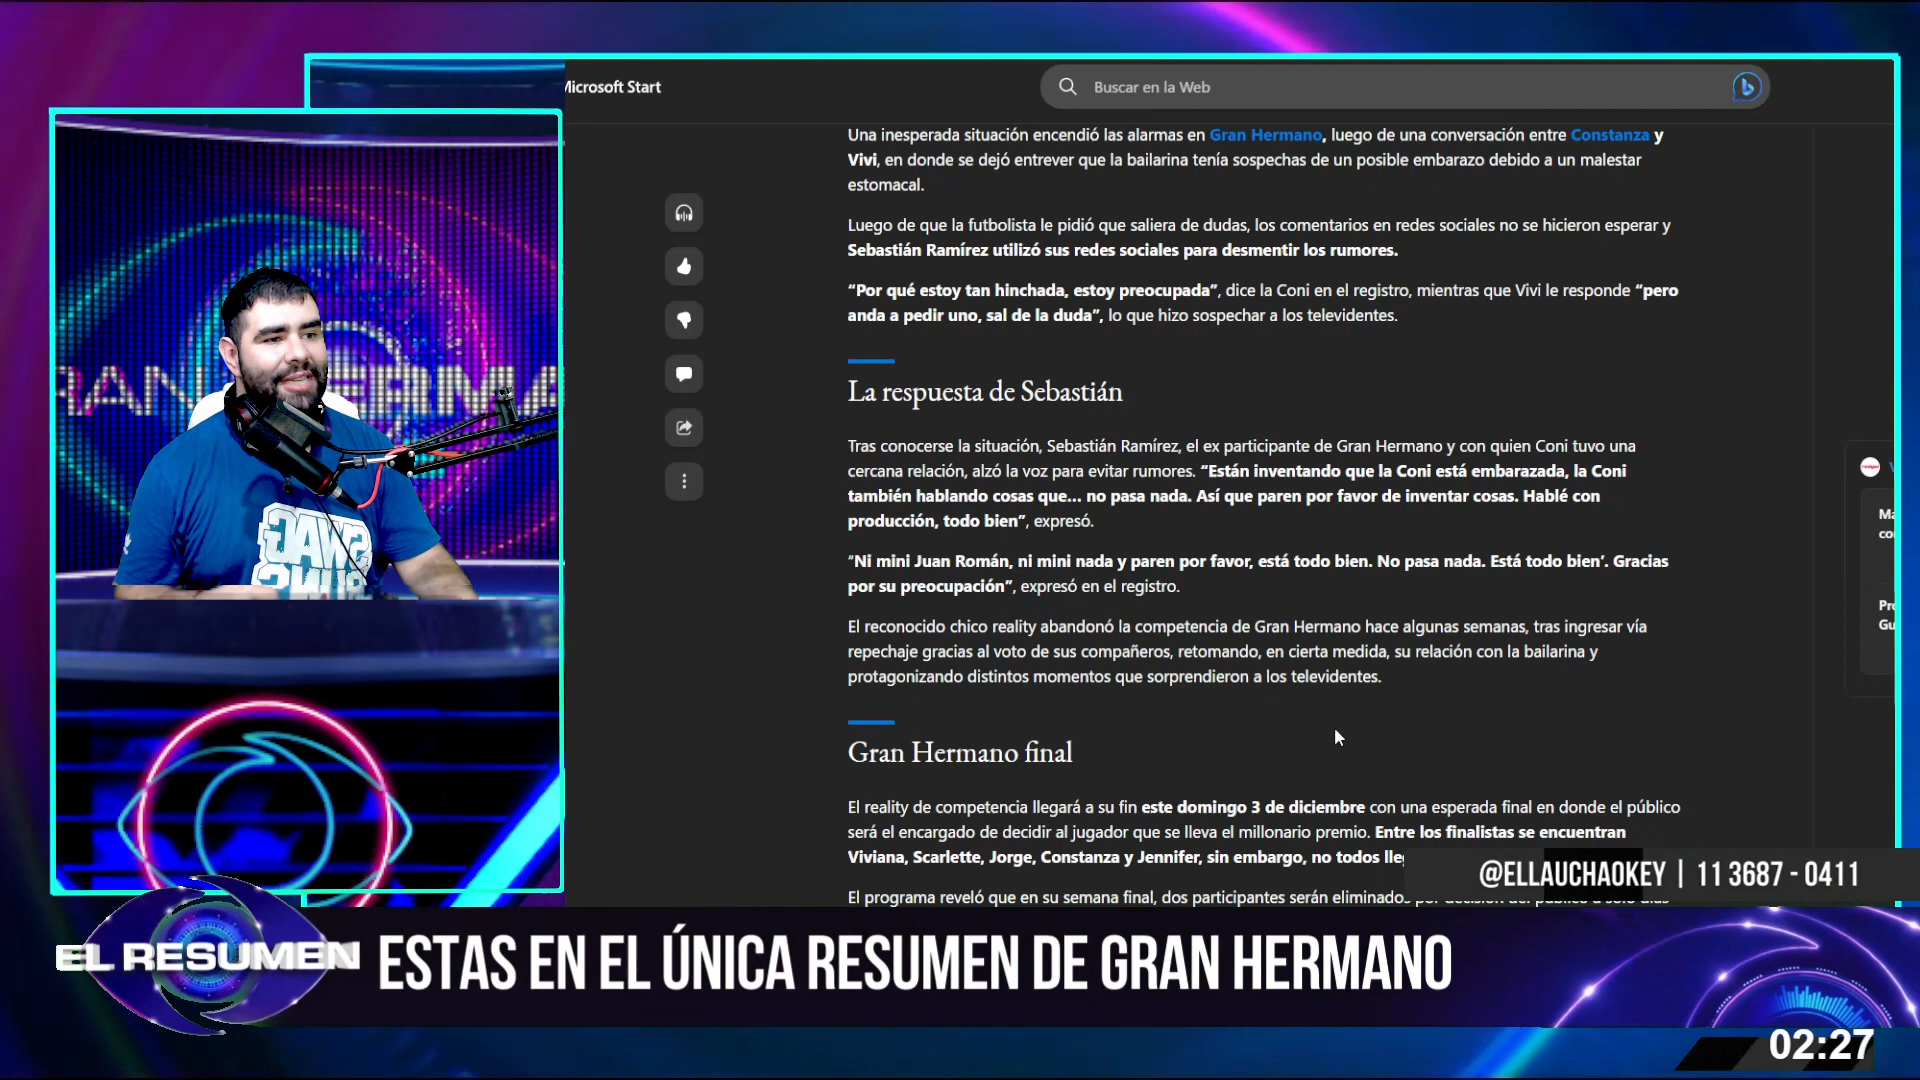 Microsoft Start
Buscar en la Web
Una inesperada situación encendió las alarmas en Gran Hermano, luego de una conversación entre Constanza y
Vivi, en donde se dejó entrever que la bailarina tenía sospechas de un posible embarazo debido a un malestar
estomacal.
Luego de que la futbolista le pidió que saliera de dudas, los comentarios en redes sociales no se hicieron esperar y
Sebastián Ramírez utilizó sus redes sociales para desmentir los rumores.
“Por qué estoy tan hinchada, estoy preocupada”, dice la Coni en el registro, mientras que Vivi le responde “pero
anda a pedir uno, sal de la duda”, lo que hizo sospechar a los televidentes.
La respuesta de Sebastián
Tras conocerse la situación, Sebastián Ramírez, el ex participante de Gran Hermano y con quien Coni tuvo una
cercana relación, alzó la voz para evitar rumores. “Están inventando que la Coni está embarazada, la Coni
también hablando cosas que... no pasa nada. Así que paren por favor de inventar cosas. Hablé con
producción, todo bien”, expresó.
“Ni mini Juan Román, ni mini nada y paren por favor, está todo bien. No pasa nada. Está todo bien’. Gracias
por su preocupación”, expresó en el registro.
El reconocido chico reality abandonó la competencia de Gran Hermano hace algunas semanas, tras ingresar vía
repechaje gracias al voto de sus compañeros, retomando, en cierta medida, su relación con la bailarina y
protagonizando distintos momentos que sorprendieron a los televidentes.
Gran Hermano final
El reality de competencia llegará a su fin este domingo 3 de diciembre con una esperada final en donde el público
será el encargado de decidir al jugador que se lleva el millonario premio. Entre los finalistas se encuentran
Viviana, Scarlette, Jorge, Constanza y Jennifer, sin embargo, no todos lleg
El programa reveló que en su semana final, dos participantes serán eliminados por decisión del público a solo días
@ELLAUCHAOKEY | 11 3687 - 0411
EL RESUMEN
ESTAS EN EL ÚNICA RESUMEN DE GRAN HERMANO
02:27